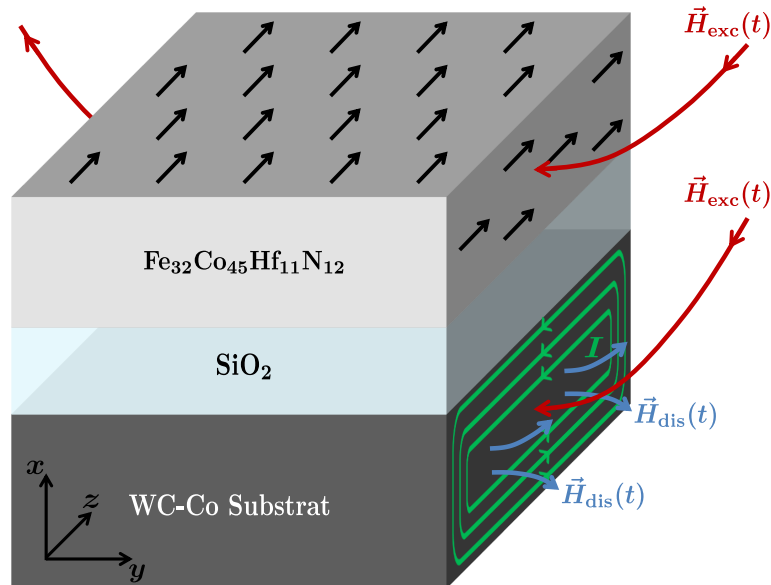 H⃗exc(t)
H⃗exc(t)
Fe₃₂Co₄₅Hf₁₁N₁₂
SiO₂
I
H⃗dis(t)
H⃗dis(t)
WC-Co Substrat
x
z
y